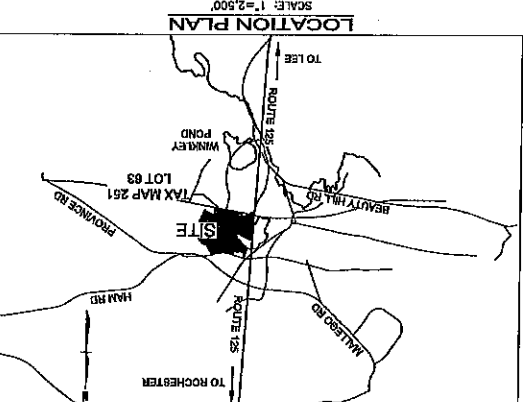 TO ROCHESTER
MALLEGO RD
ROUTE 125
HAM RD
PROVINCE RD
SITE
BEAUTY HILL RD
TAX MAP 251
LOT 63
WINKLEY
POND
ROUTE 125
TO LEE
LOCATION PLAN
SCALE: 1"=2,500'